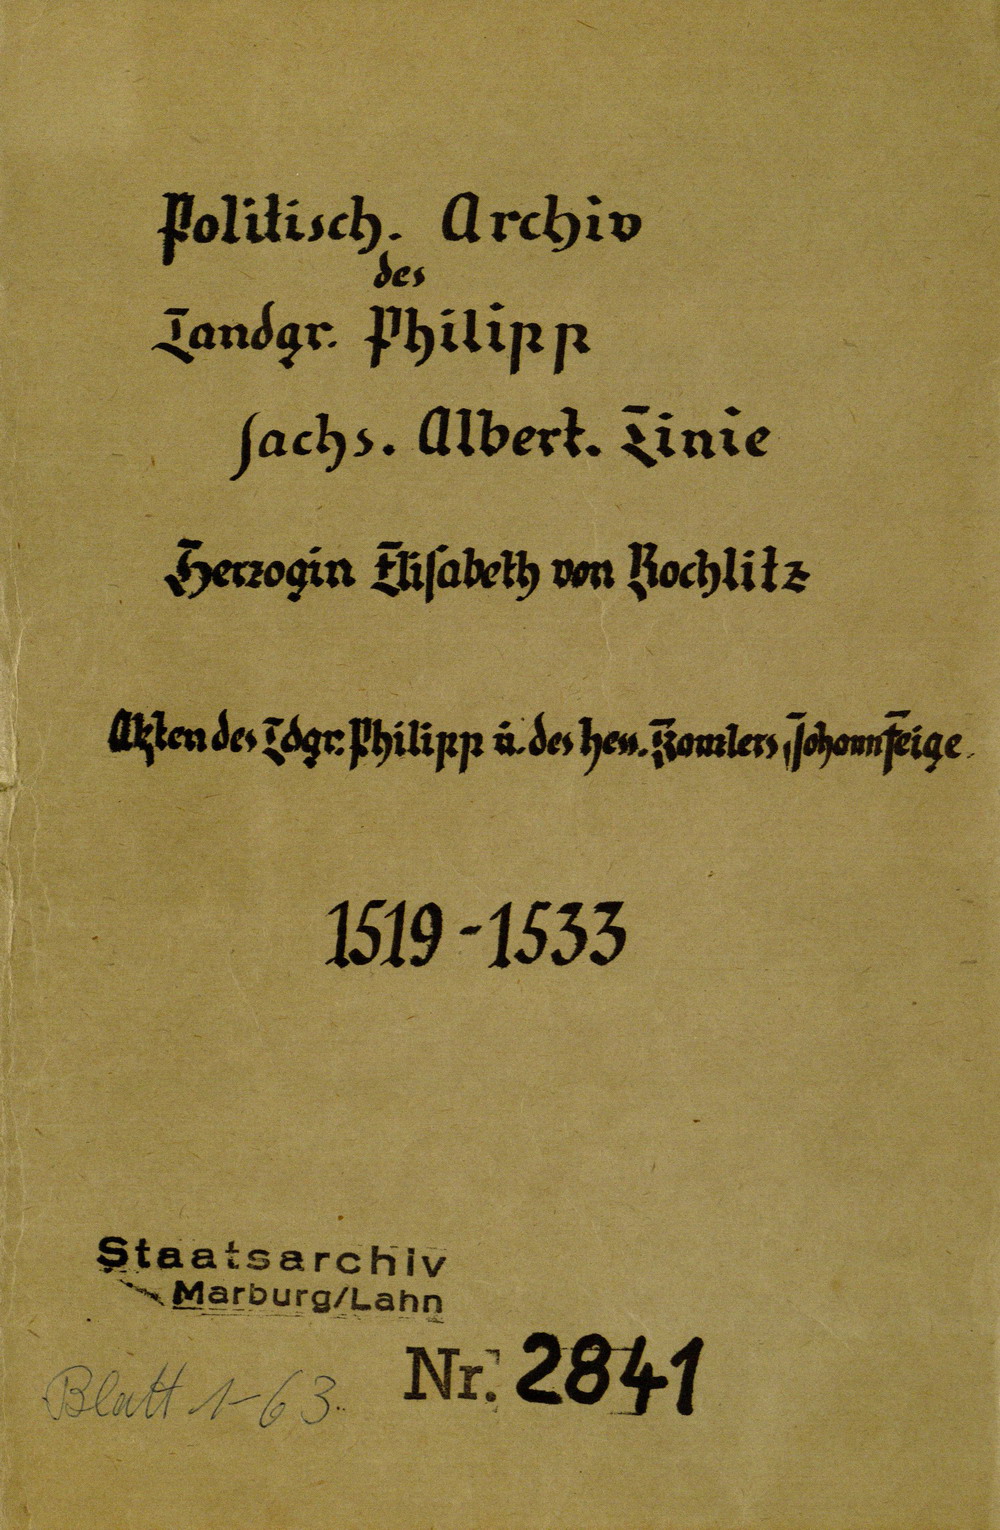 Politisch. Archiv
des
Landgr. Philipp
sachs. Albert. Linie
Herzogin Elisabeth von Rochlitz
Akten des Ldgr. Philipp u. des hess. Kanzlers Johann Feige
1519 - 1533
Staatsarchiv
Marburg/Lahn
Nr. 2841
Blatt 1-63.